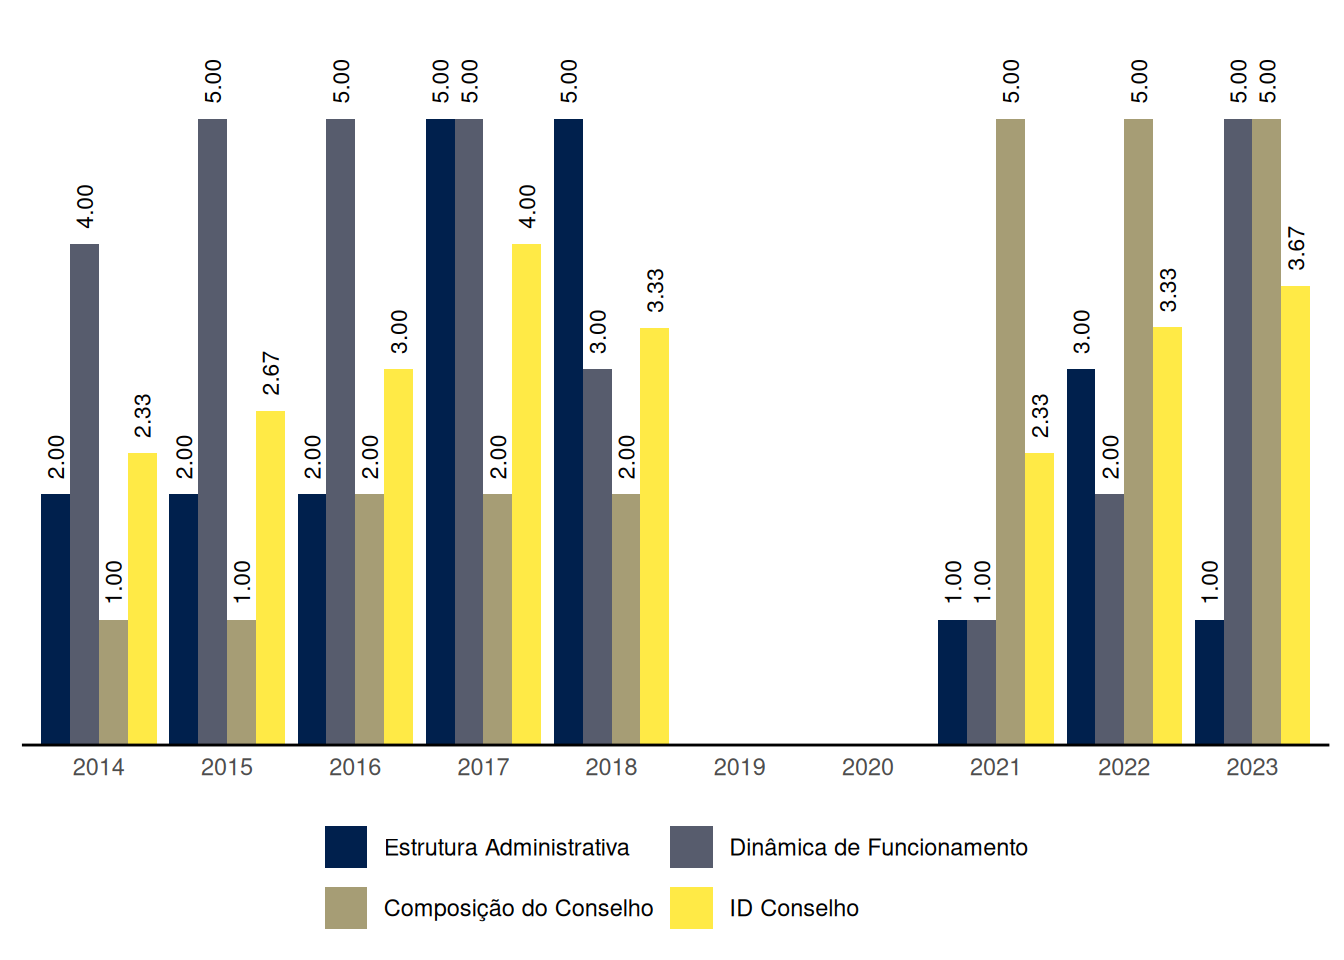 5.00 5.00 5.00 5.00 5.00 5.00 5.00 5.00 5.00
4.00 4.00
3.67
3.33 3.33
3.00 3.00 3.00
2.67
2.33 2.33
2.00 2.00 2.00 2.00 2.00 2.00 2.00
1.00 1.00 1.00 1.00 1.00
2014 2015 2016 2017 2018 2019 2020 2021 2022 2023
Estrutura Administrativa Dinâmica de Funcionamento
Composição do Conselho ID Conselho